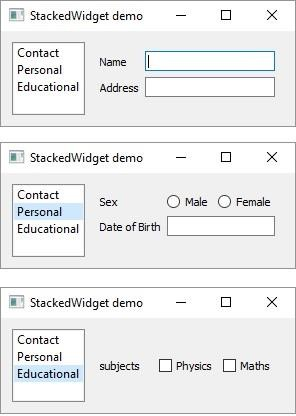 StackedWidget demo
Contact
Personal
Educational
Name
Address
StackedWidget demo
Contact
Personal
Educational
Sex Male Female
Date of Birth
StackedWidget demo
Contact
Personal
Educational
subjects Physics Maths